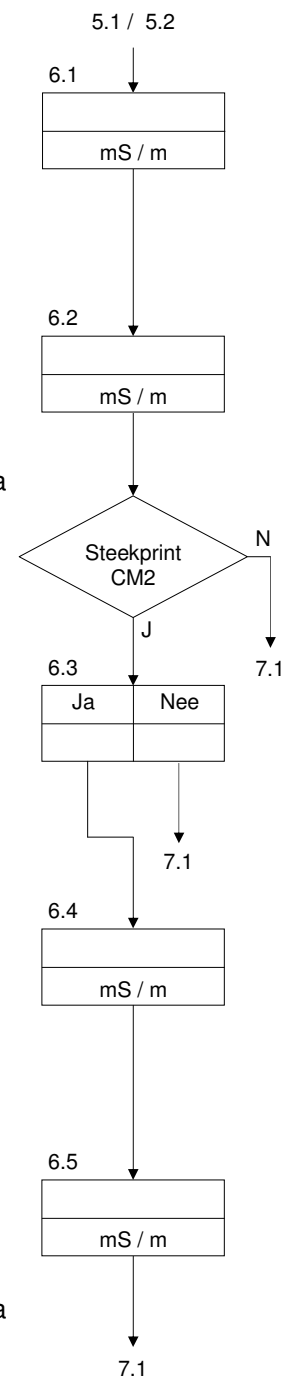 5.1 / 5.2
6.1
mS / m
6.2
mS / m
a
Steekprint
CM2
N
J
7.1
6.3
Ja Nee
7.1
6.4
mS / m
6.5
mS / m
a
7.1